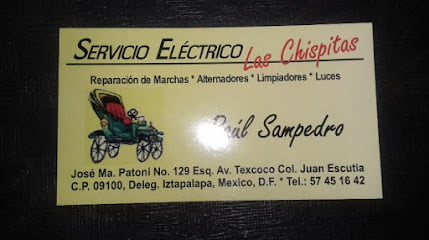 SERVICIO ELÉCTRICO Las Chispitas
Reparación de Marchas * Alternadores * Limpiadores * Luces
Raúl Sampedro
José Ma. Patoni No. 129 Esq. Av. Texcoco Col. Juan Escutia
C.P. 09100, Deleg. Iztapalapa, Mexico, D.F. * Tel.: 57 45 16 42